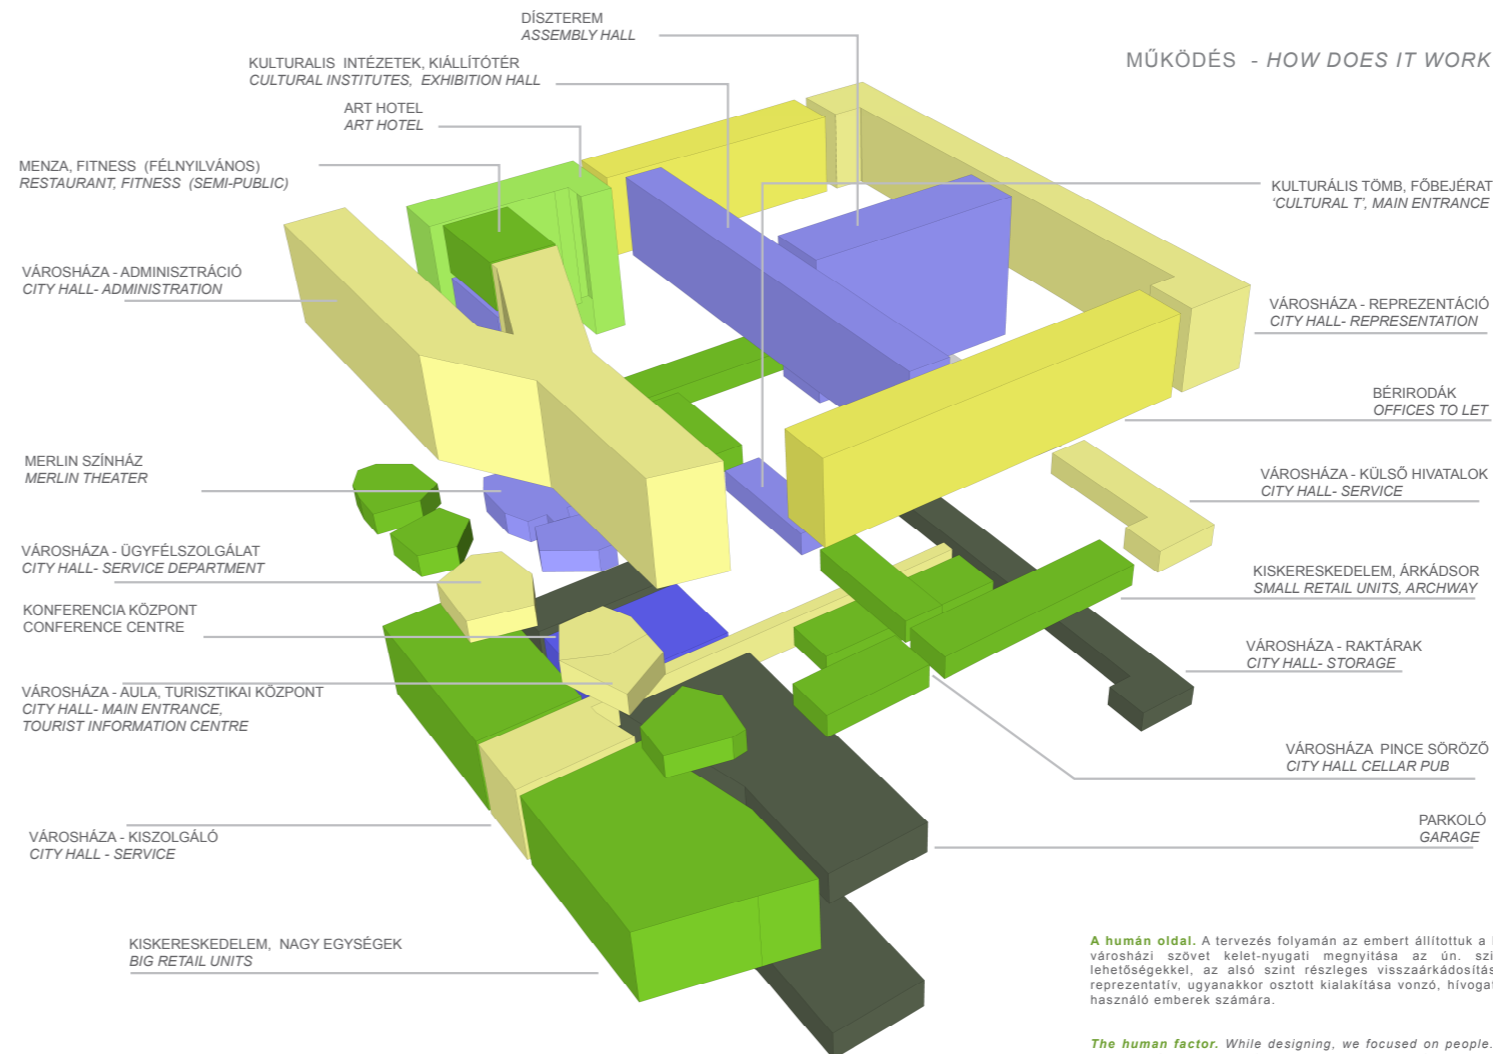 MŰKÖDÉS - HOW DOES IT WORK
DÍSZTEREM
ASSEMBLY HALL
KULTURALIS INTÉZETEK, KIÁLLÍTÓTÉR
CULTURAL INSTITUTES, EXHIBITION HALL
ART HOTEL
ART HOTEL
MENZA, FITNESS (FÉLNYILVÁNOS)
RESTAURANT, FITNESS (SEMI-PUBLIC)
VÁROSHÁZA - ADMINISZTRÁCIÓ
CITY HALL- ADMINISTRATION
MERLIN SZÍNHÁZ
MERLIN THEATER
VÁROSHÁZA - ÜGYFÉLSZOLGÁLAT
CITY HALL- SERVICE DEPARTMENT
KONFERENCIA KÖZPONT
CONFERENCE CENTRE
VÁROSHÁZA - AULA, TURISZTIKAI KÖZPONT
CITY HALL- MAIN ENTRANCE,
TOURIST INFORMATION CENTRE
VÁROSHÁZA - KISZOLGÁLÓ
CITY HALL - SERVICE
KISKERESKEDELEM, NAGY EGYSÉGEK
BIG RETAIL UNITS
KULTURÁLIS TÖMB, FŐBEJÉRAT
‘CULTURAL T’, MAIN ENTRANCE
VÁROSHÁZA - REPREZENTÁCIÓ
CITY HALL- REPRESENTATION
BÉRIRODÁK
OFFICES TO LET
VÁROSHÁZA - KÜLSŐ HIVATALOK
CITY HALL- SERVICE
KISKERESKEDELEM, ÁRKÁDSOR
SMALL RETAIL UNITS, ARCHWAY
VÁROSHÁZA - RAKTÁRAK
CITY HALL- STORAGE
VÁROSHÁZA PINCE SÖRÖZŐ
CITY HALL CELLAR PUB
PARKOLÓ
GARAGE
A humán oldal. A tervezés folyamán az embert állítottuk a
városházi szövet kelet-nyugati megnyitása az ún. szi
lehetőségekkel, az alsó szint részleges visszaárkádosítás
reprezentatív, ugyanakkor osztott kialakítása vonzó, hívogat
használó emberek számára.
The human factor. While designing, we focused on people.